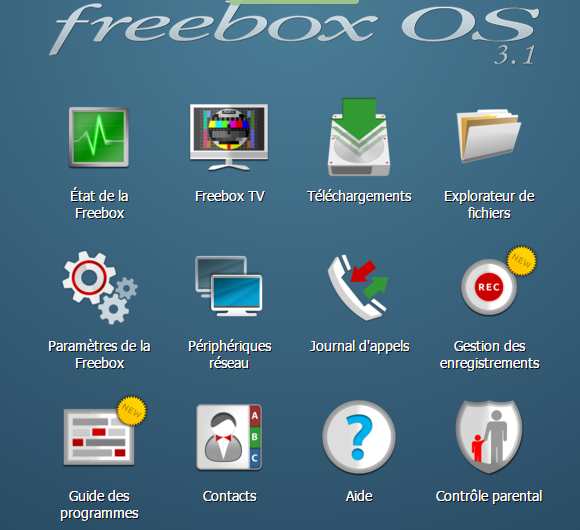 freebox OS
3.1
État de la
Freebox
Freebox TV
Téléchargements
Explorateur de
fichiers
NEW
REC
Paramètres de la
Freebox
Périphériques
réseau
Journal d'appels
Gestion des
enregistrements
NEW
A
B
C
?
Guide des
programmes
Contacts
Aide
Contrôle parental